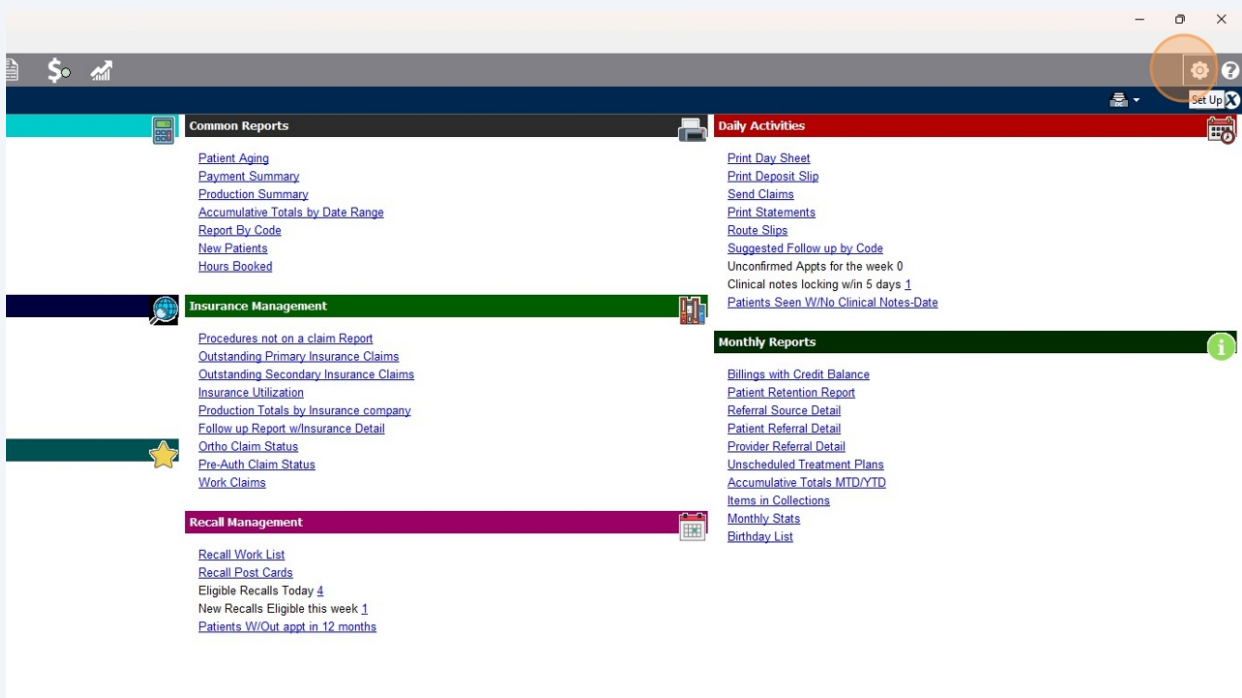 Set Up
Common Reports
Patient Aging
Payment Summary
Production Summary
Accumulative Totals by Date Range
Report By Code
New Patients
Hours Booked
Insurance Management
Procedures not on a claim Report
Outstanding Primary Insurance Claims
Outstanding Secondary Insurance Claims
Insurance Utilization
Production Totals by Insurance company
Follow up Report w/Insurance Detail
Ortho Claim Status
Pre-Auth Claim Status
Work Claims
Recall Management
Recall Work List
Recall Post Cards
Eligible Recalls Today 4
New Recalls Eligible this week 1
Patients W/Out appt in 12 months
Daily Activities
Print Day Sheet
Print Deposit Slip
Send Claims
Print Statements
Route Slips
Suggested Follow up by Code
Unconfirmed Appts for the week 0
Clinical notes locking w/in 5 days 1
Patients Seen W/No Clinical Notes-Date
Monthly Reports
Billings with Credit Balance
Patient Retention Report
Referral Source Detail
Patient Referral Detail
Provider Referral Detail
Unscheduled Treatment Plans
Accumulative Totals MTD/YTD
Items in Collections
Monthly Stats
Birthday List